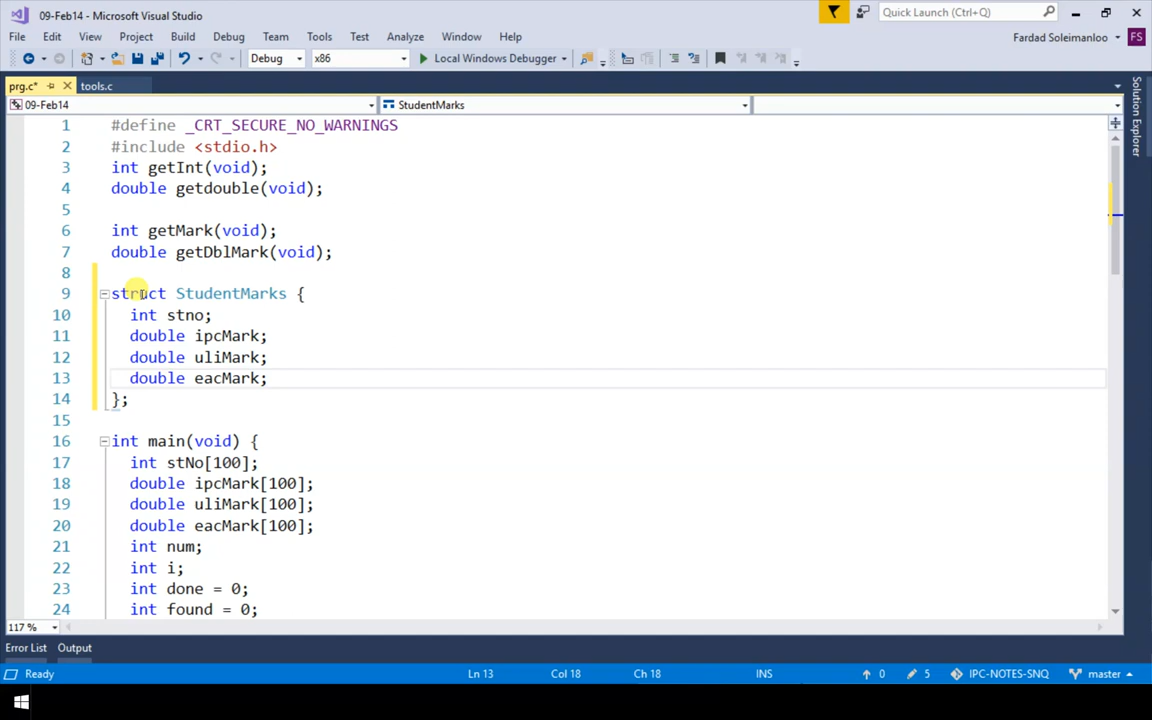 09-Feb14 - Microsoft Visual Studio
Quick Launch (Ctrl+Q)
File Edit View Project Build Debug Team Tools Test Analyze Window Help
Fardad Soleimanloo FS
Debug x86 Local Windows Debugger
prg.c* tools.c
09-Feb14 StudentMarks
Solution Explorer
1 #define _CRT_SECURE_NO_WARNINGS
2 #include <stdio.h>
3 int getInt(void);
4 double getdouble(void);
5
6 int getMark(void);
7 double getDblMark(void);
8
9 struct StudentMarks {
10 int stno;
11 double ipcMark;
12 double uliMark;
13 double eacMark;
14 };
15
16 int main(void) {
17 int stNo[100];
18 double ipcMark[100];
19 double uliMark[100];
20 double eacMark[100];
21 int num;
22 int i;
23 int done = 0;
24 int found = 0;
117 %
Error List Output
Ready Ln 13 Col 18 Ch 18 INS 0 5 IPC-NOTES-SNQ master